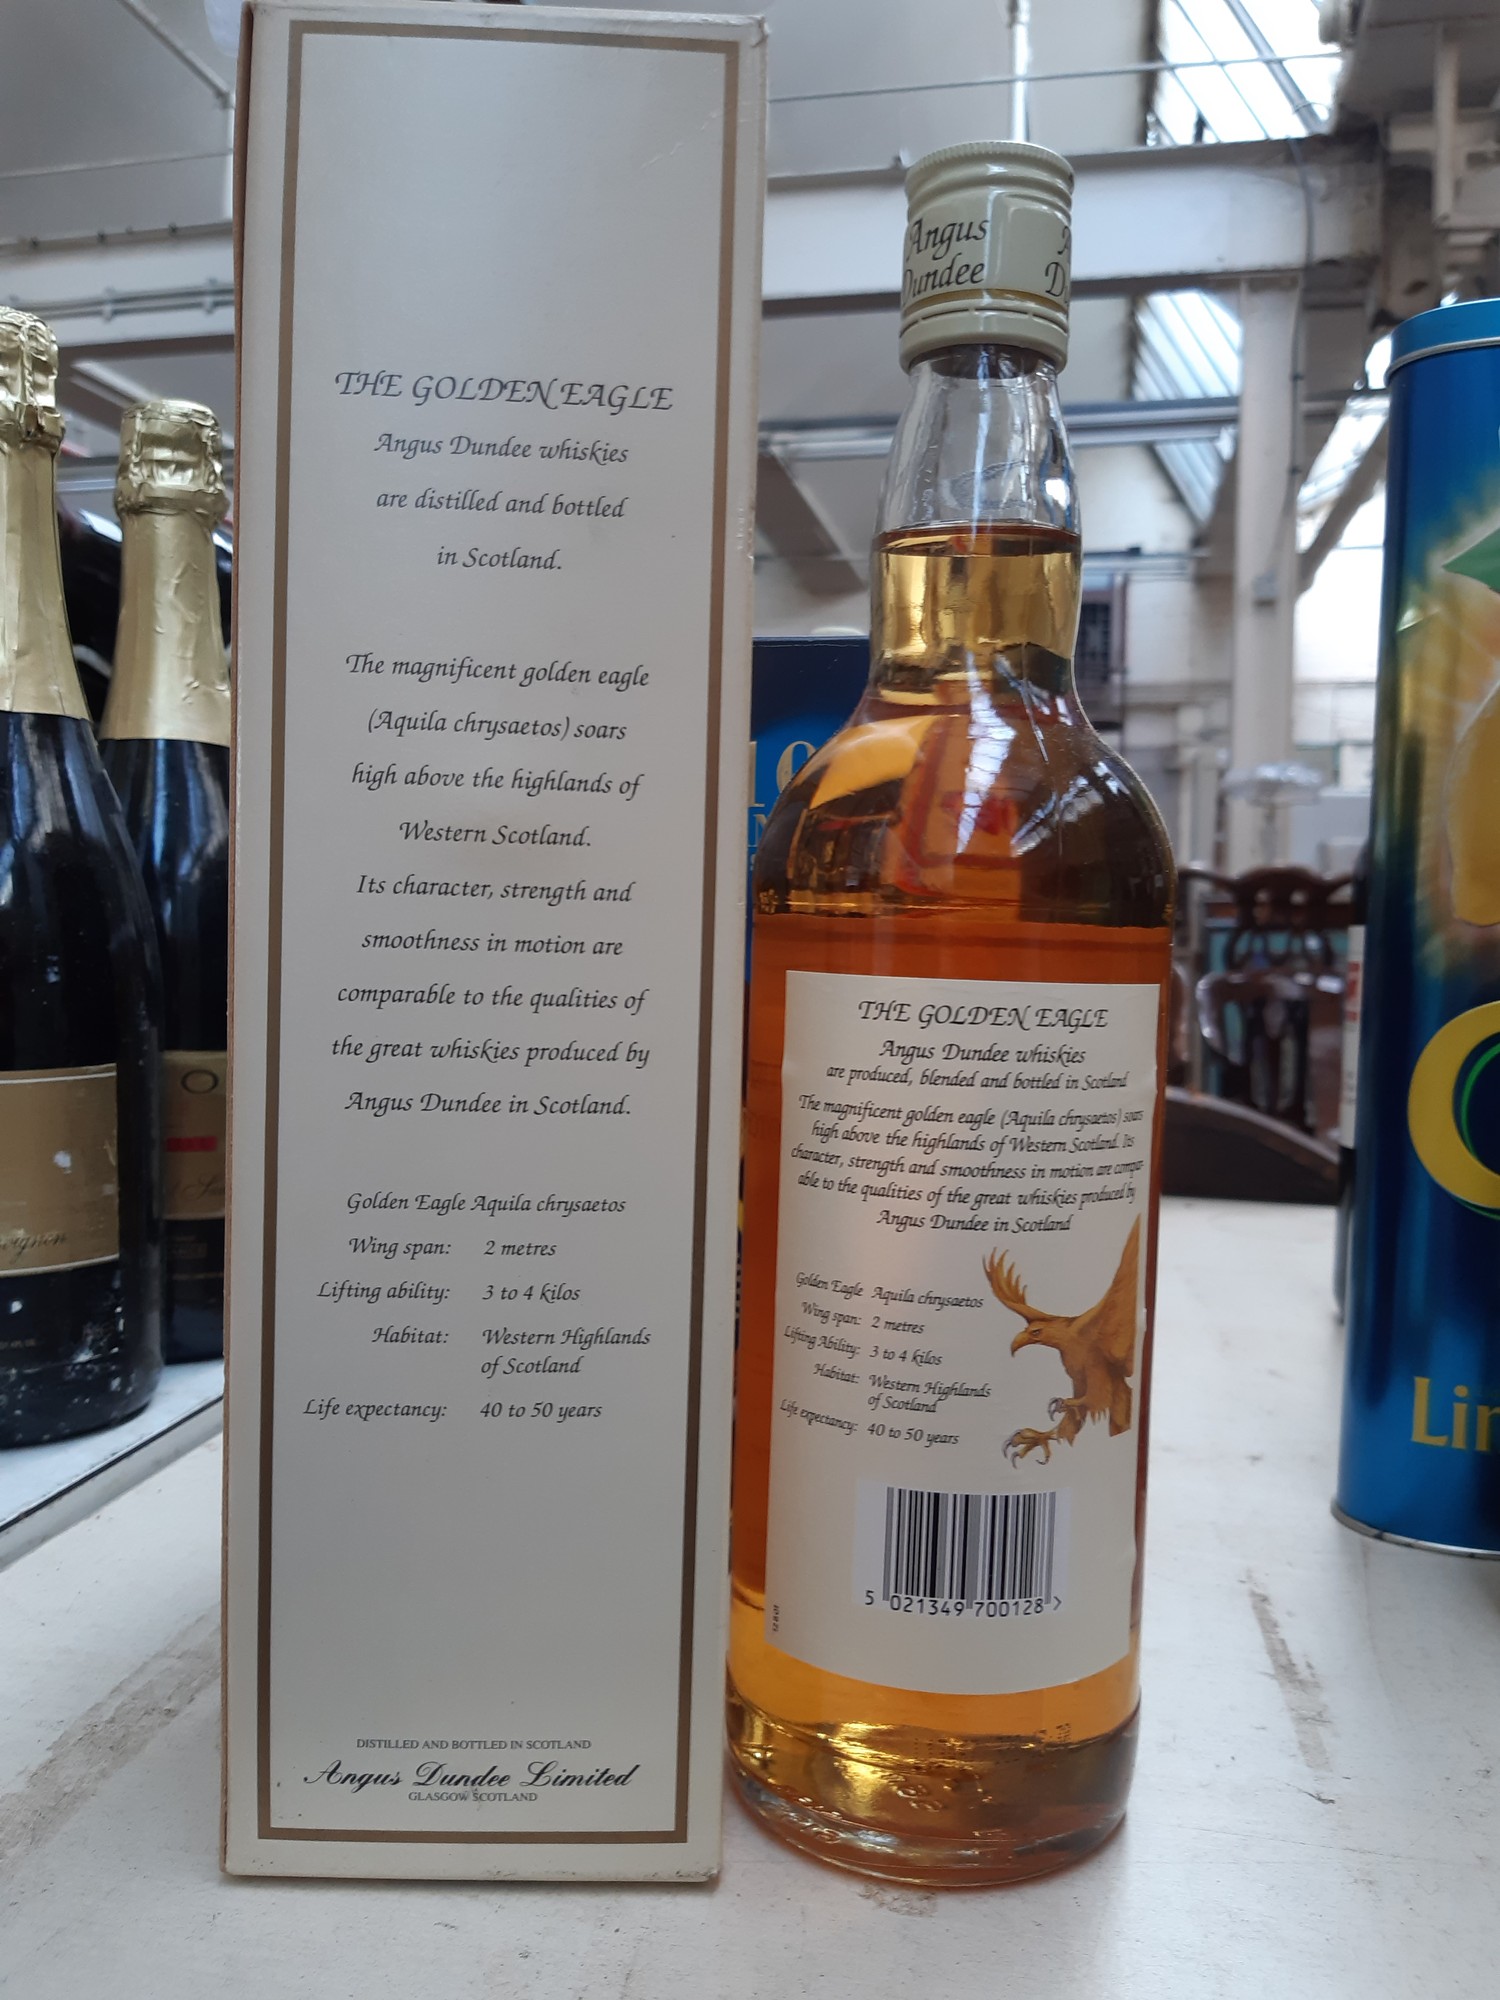 THE GOLDEN EAGLE
Angus Dundee whiskies
are distilled and bottled
in Scotland.
The magnificent golden eagle
(Aquila chrysaetos) soars
high above the highlands of
Western Scotland.
Its character, strength and
smoothness in motion are
comparable to the qualities of
the great whiskies produced by
Angus Dundee in Scotland.
Golden Eagle Aquila chrysaetos
Wing span: 2 metres
Lifting ability: 3 to 4 kilos
Habitat: Western Highlands
of Scotland
Life expectancy: 40 to 50 years
DISTILLED AND BOTTLED IN SCOTLAND
Angus Dundee Limited
GLASGOW SCOTLAND
Angus
Dundee
THE GOLDEN EAGLE
Angus Dundee whiskies
are produced, blended and bottled in Scotland
The magnificent golden eagle (Aquila chrysaetos) soars
high above the highlands of Western Scotland. Its
character, strength and smoothness in motion are compar-
able to the qualities of the great whiskies produced by
Angus Dundee in Scotland
Golden Eagle Aquila chrysaetos
Wing span: 2 metres
Lifting Ability: 3 to 4 kilos
Habitat: Western Highlands
of Scotland
Life expectancy: 40 to 50 years
5 021349 700128 >